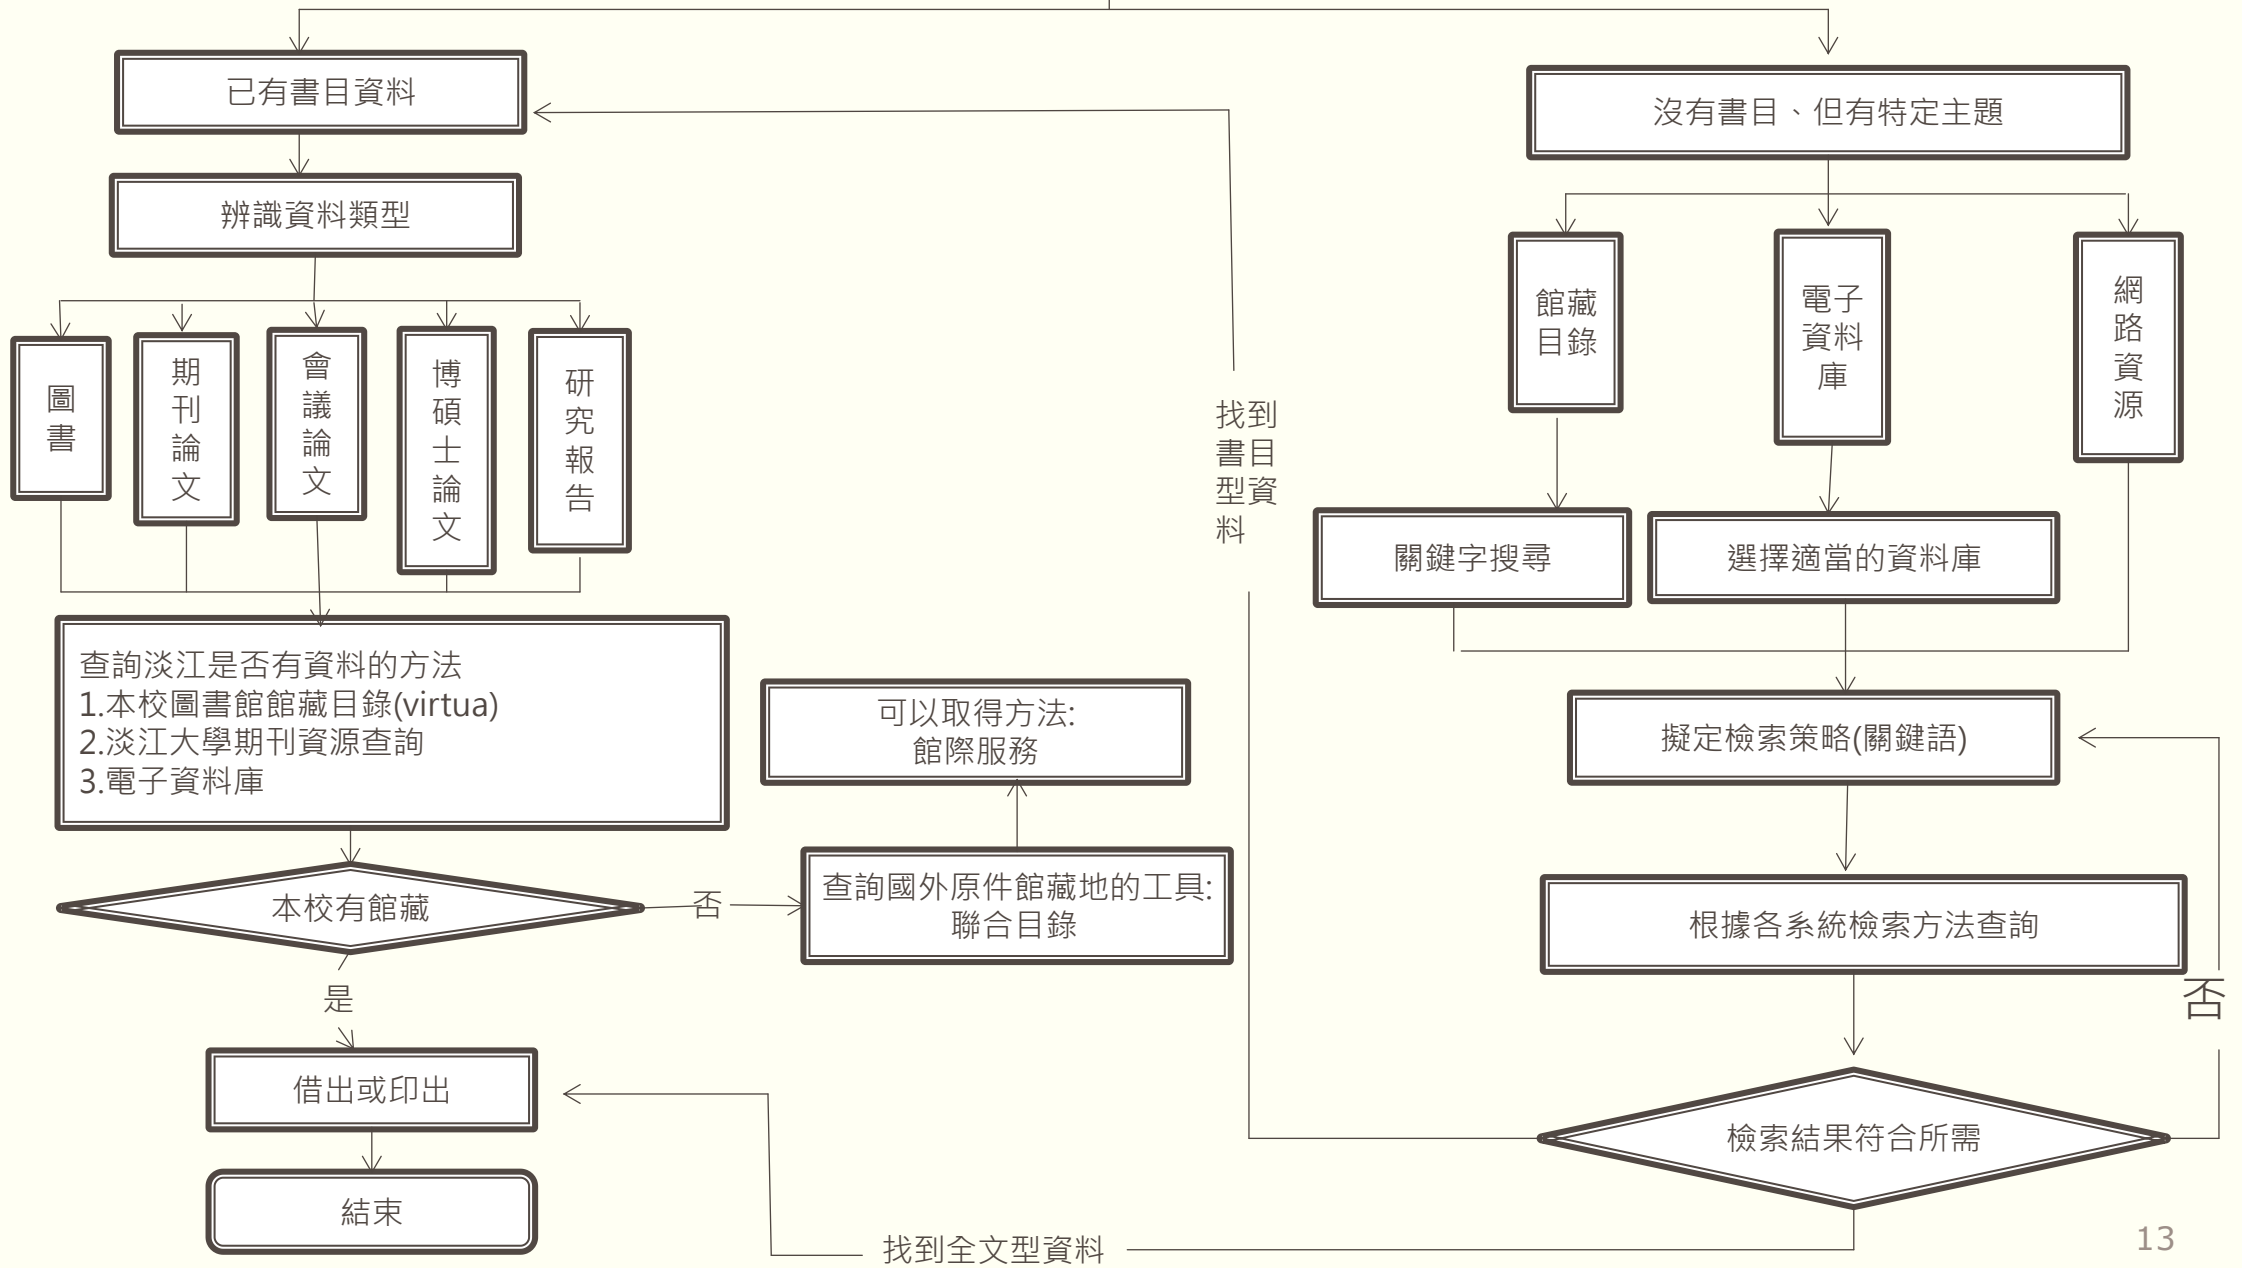 已有書目資料
辨識資料類型
圖
書
期
刊
論
文
會
議
論
文
博
碩
士
論
文
研
究
報
告
查詢淡江是否有資料的方法
1.本校圖書館館藏目錄(virtua)
2.淡江大學期刊資源查詢
3.電子資料庫
本校有館藏
否
是
查詢國外原件館藏地的工具:
聯合目錄
可以取得方法:
館際服務
借出或印出
結束
沒有書目、但有特定主題
館藏
目錄
電子
資料
庫
網
路
資
源
關鍵字搜尋
選擇適當的資料庫
擬定檢索策略(關鍵語)
根據各系統檢索方法查詢
檢索結果符合所需
否
找到
書目
型資
料
找到全文型資料
13